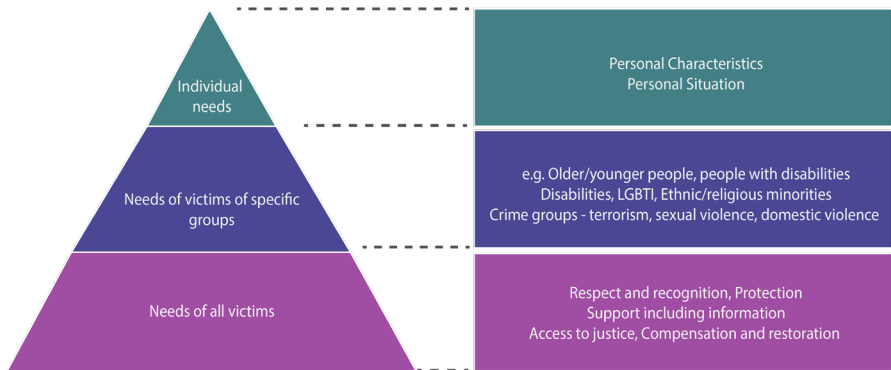 Individual
needs
Personal Characteristics
Personal Situation
Needs of victims of specific
groups
e.g. Older/younger people, people with disabilities
Disabilities, LGBTI, Ethnic/religious minorities
Crime groups - terrorism, sexual violence, domestic violence
Needs of all victims
Respect and recognition, Protection
Support including information
Access to justice, Compensation and restoration